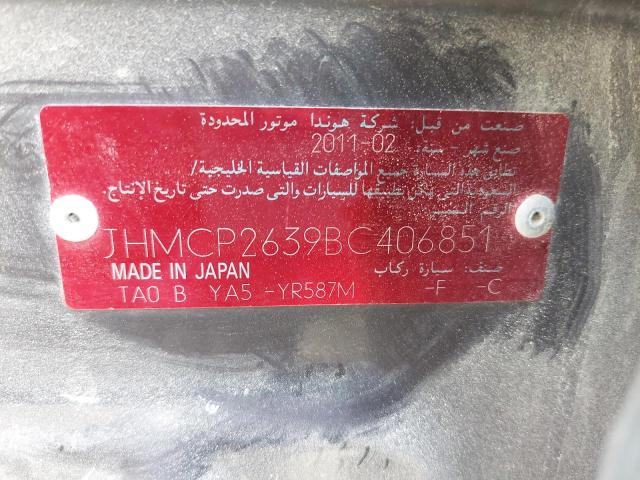 صنعت من قبل: شركة هوندا موتور المحدودة
صنع شهر - سنة: 2011-02
تطابق هذه السيارة جميع المواصفات القياسية الخليجية/
السعودية التي يمكن تطبيقها للسيارات والتي صدرت حتى تاريخ الإنتاج.
الرقم المميز
JHMCP2639BC406851
MADE IN JAPAN صنف: سيارة ركاب
TA0 B YA5 -YR587M -F -C